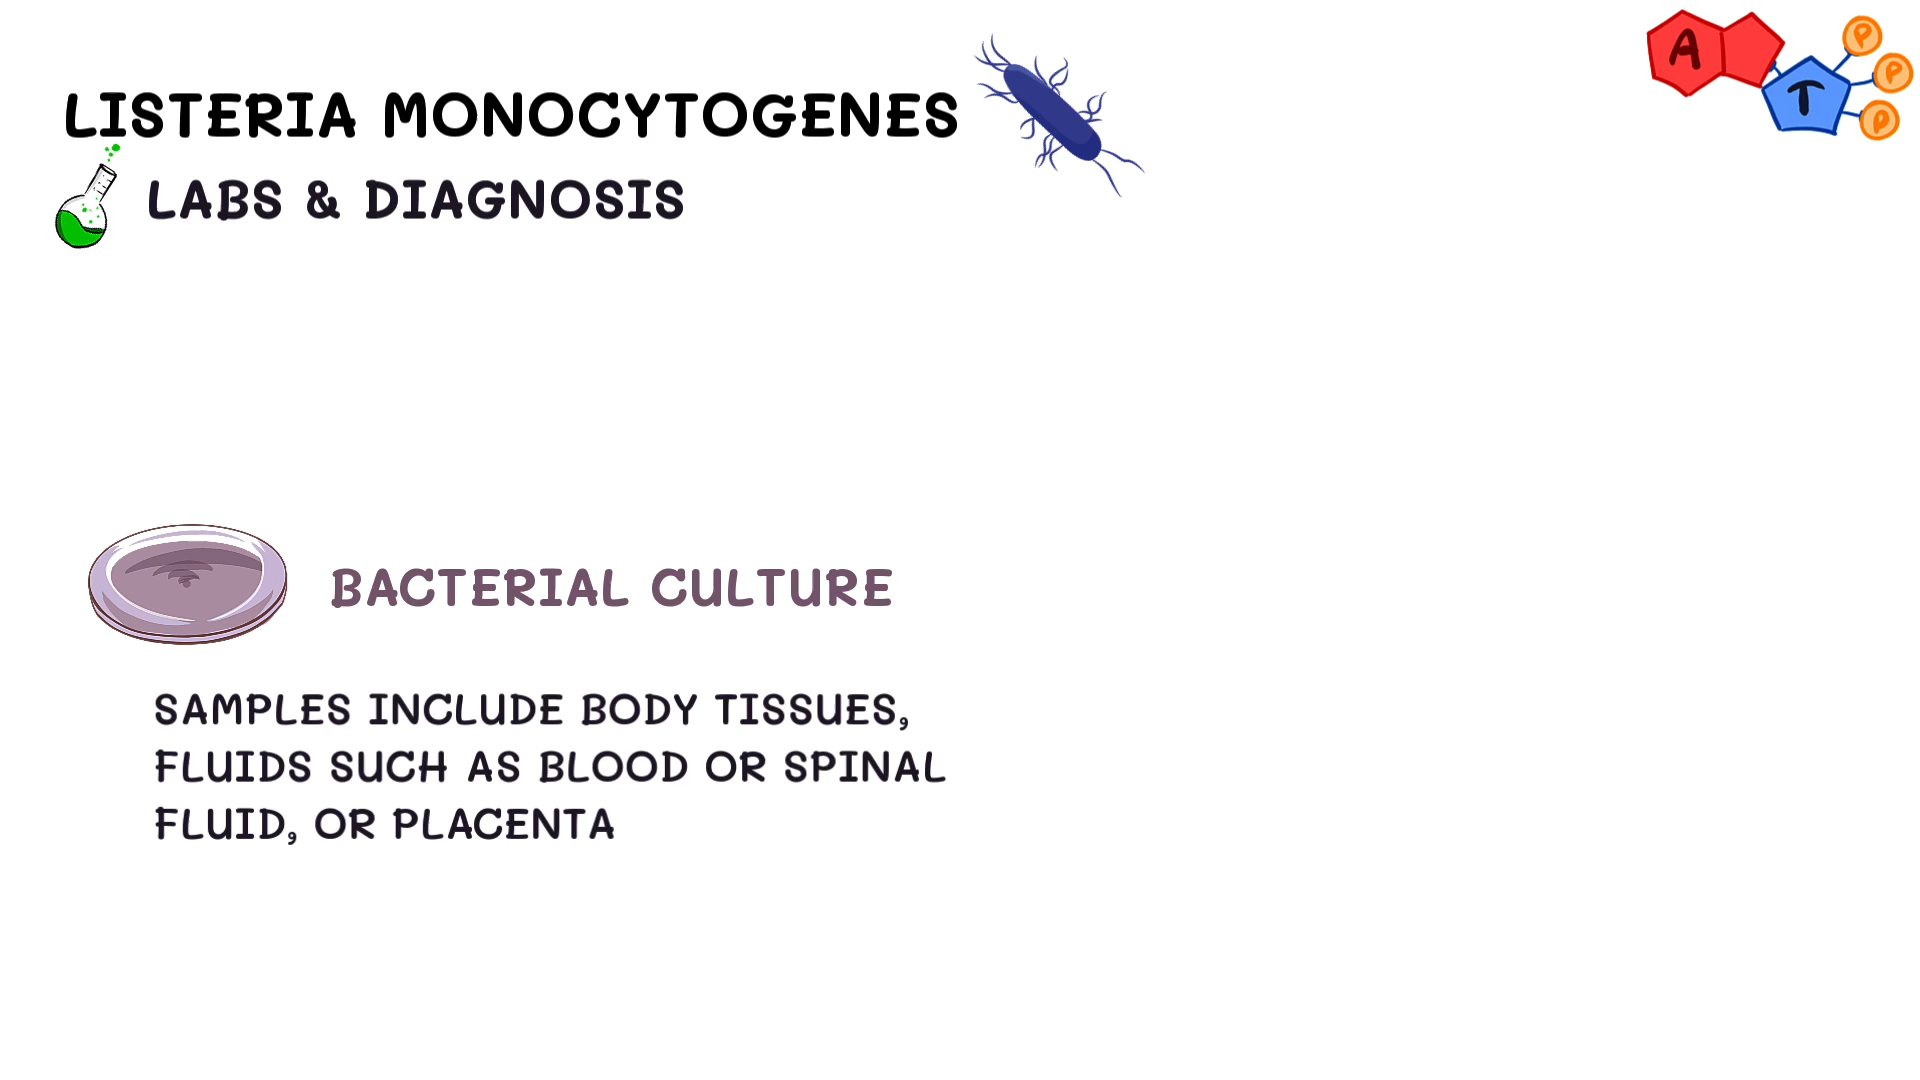 LISTERIA MONOCYTOGENES
LABS & DIAGNOSIS
BACTERIAL CULTURE
SAMPLES INCLUDE BODY TISSUES,
FLUIDS SUCH AS BLOOD OR SPINAL
FLUID, OR PLACENTA
A
T
P
P
P